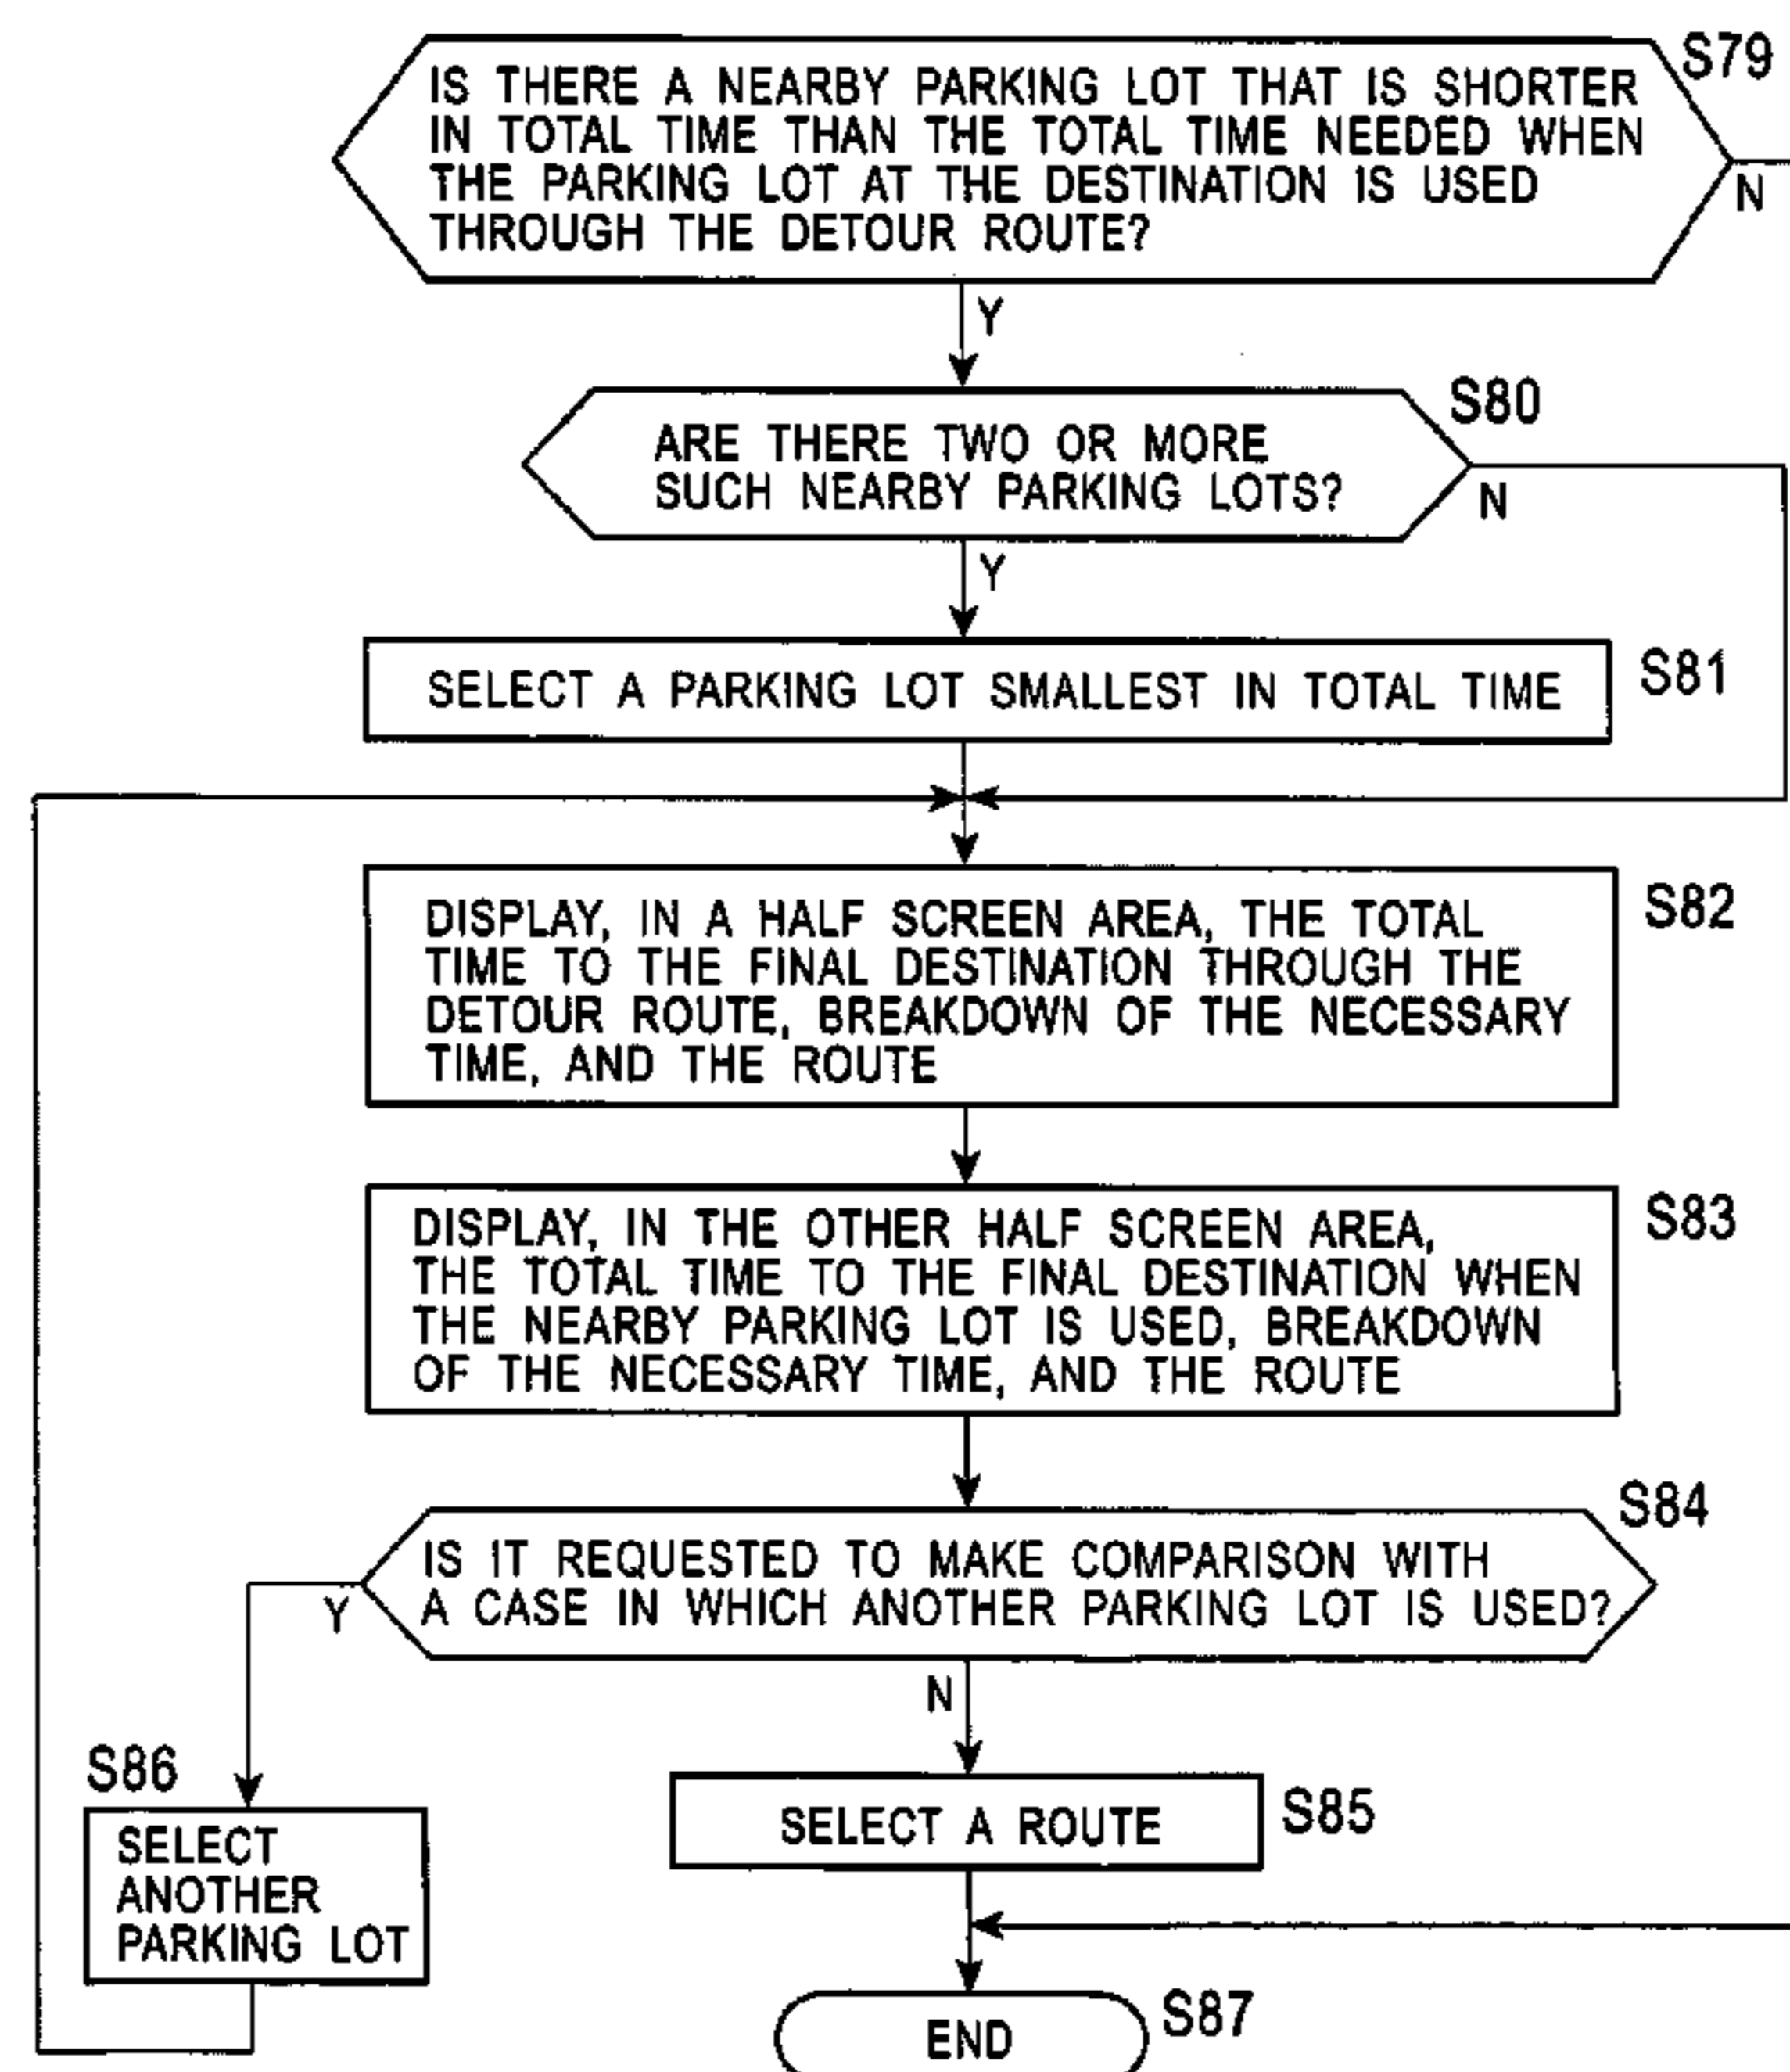 S79
IS THERE A NEARBY PARKING LOT THAT IS SHORTER
IN TOTAL TIME THAN THE TOTAL TIME NEEDED WHEN
THE PARKING LOT AT THE DESTINATION IS USED
THROUGH THE DETOUR ROUTE?
N
Y
S80
ARE THERE TWO OR MORE
SUCH NEARBY PARKING LOTS?
N
Y
S81
SELECT A PARKING LOT SMALLEST IN TOTAL TIME
S82
DISPLAY, IN A HALF SCREEN AREA, THE TOTAL
TIME TO THE FINAL DESTINATION THROUGH THE
DETOUR ROUTE, BREAKDOWN OF THE NECESSARY
TIME, AND THE ROUTE
S83
DISPLAY, IN THE OTHER HALF SCREEN AREA,
THE TOTAL TIME TO THE FINAL DESTINATION WHEN
THE NEARBY PARKING LOT IS USED, BREAKDOWN
OF THE NECESSARY TIME, AND THE ROUTE
S84
IS IT REQUESTED TO MAKE COMPARISON WITH
A CASE IN WHICH ANOTHER PARKING LOT IS USED?
Y
N
S86
SELECT
ANOTHER
PARKING LOT
SELECT A ROUTE
S85
END
S87